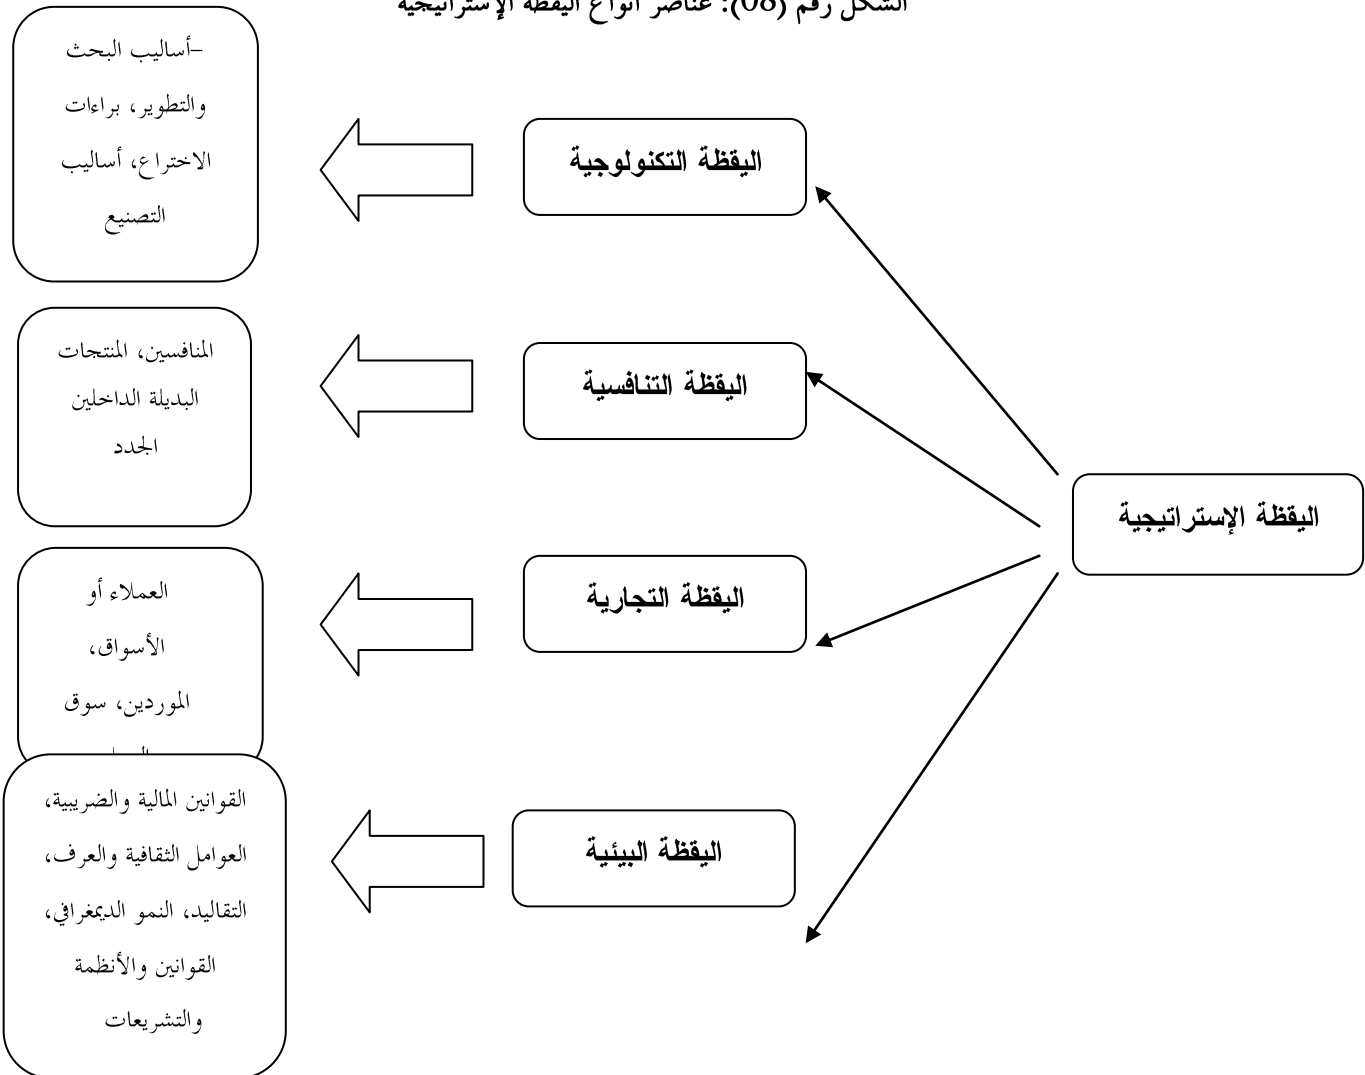 الشكل رقم (08): عناصر أنواع اليقظة الإستراتيجية
اليقظة الإستراتيجية
اليقظة التكنولوجية
–أساليب البحث
والتطوير، براءات
الاختراع، أساليب
التصنيع
اليقظة التنافسية
المنافسين، المنتجات
البديلة الداخلين
الجدد
اليقظة التجارية
العملاء أو
الأسواق،
الموردين، سوق
اليقظة البيئية
القوانين المالية والضريبية،
العوامل الثقافية والعرف،
التقاليد، النمو الديمغرافي،
القوانين والأنظمة
والتشريعات